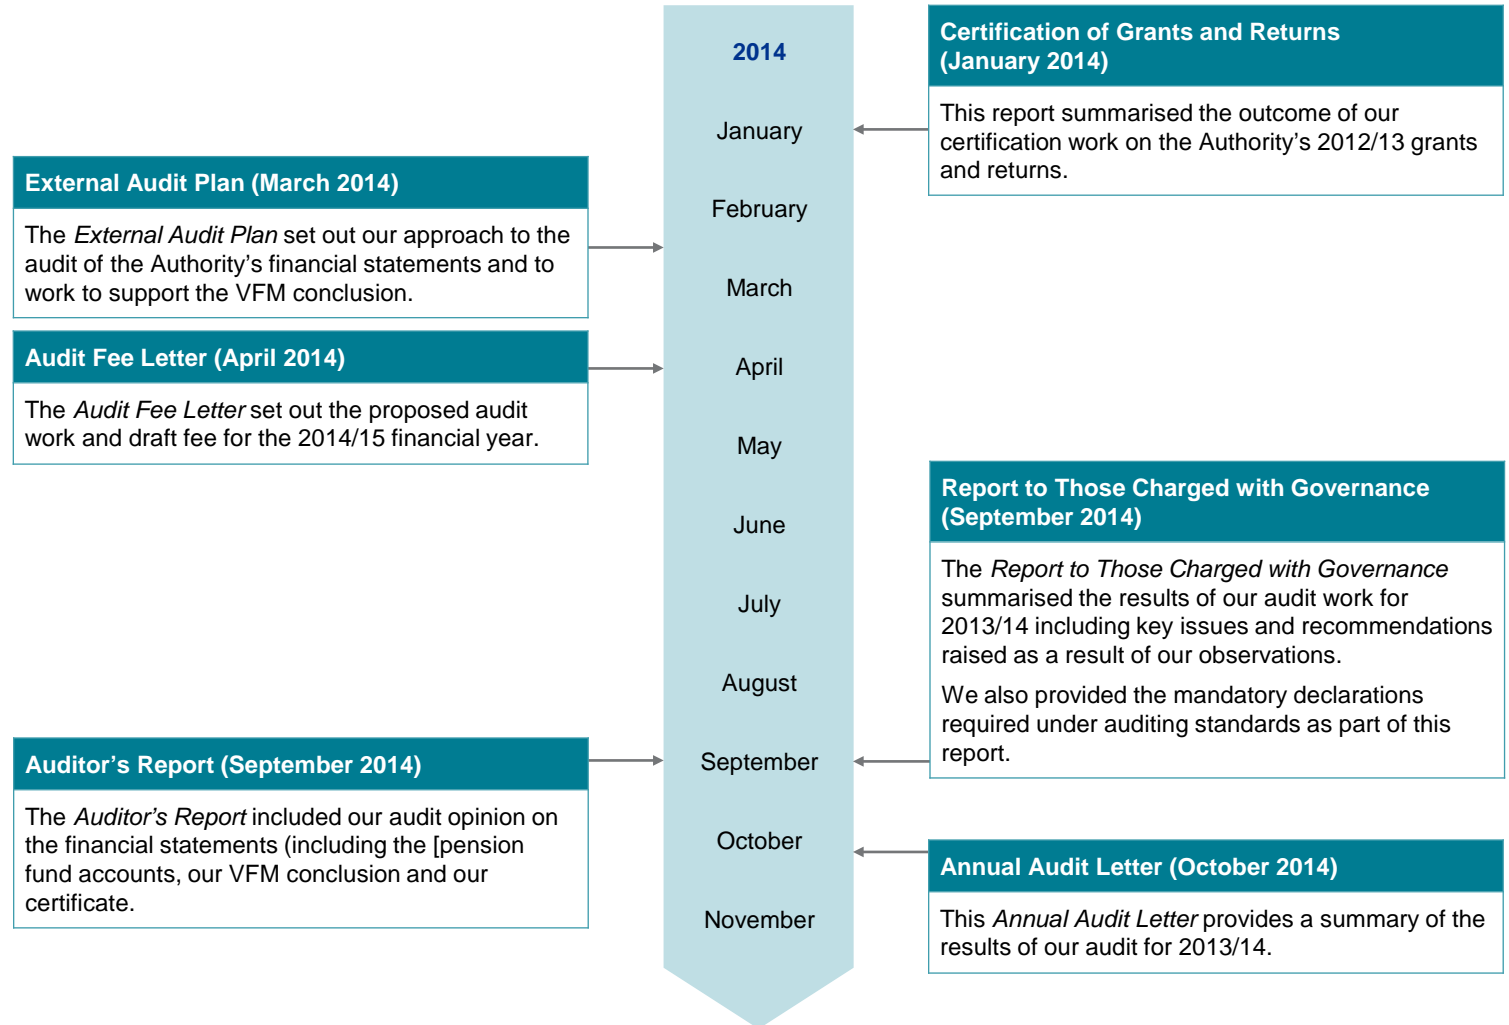 2014
January
February
March
April
May
June
July
August
September
October
November
Certification of Grants and Returns
(January 2014)
This report summarised the outcome of our
certification work on the Authority's 2012/13 grants
and returns.
External Audit Plan (March 2014)
The External Audit Plan set out our approach to the
audit of the Authority's financial statements and to
work to support the VFM conclusion.
Audit Fee Letter (April 2014)
The Audit Fee Letter set out the proposed audit
work and draft fee for the 2014/15 financial year.
Report to Those Charged with Governance
(September 2014)
The Report to Those Charged with Governance
summarised the results of our audit work for
2013/14 including key issues and recommendations
raised as a result of our observations.
We also provided the mandatory declarations
required under auditing standards as part of this
report.
Auditor's Report (September 2014)
The Auditor's Report included our audit opinion on
the financial statements (including the [pension
fund accounts, our VFM conclusion and our
certificate.
Annual Audit Letter (October 2014)
This Annual Audit Letter provides a summary of the
results of our audit for 2013/14.